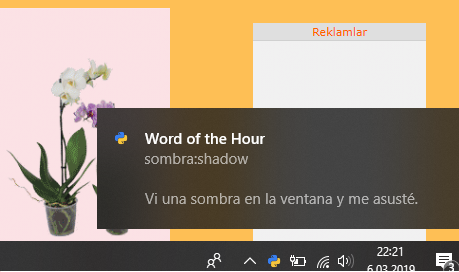 Reklamlar
Word of the Hour
sombra:shadow
Vi una sombra en la ventana y me asusté.
22:21
6.03.2019
3